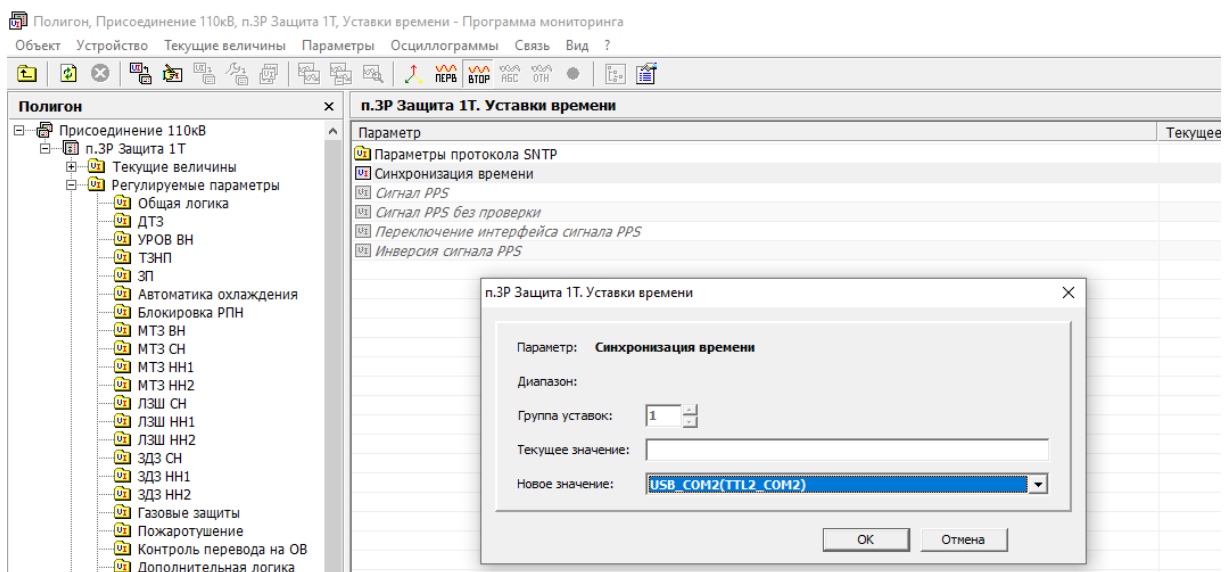 Полигон, Присоединение 110кВ, п.3Р Защита 1Т, Уставки времени - Программа мониторинга
Объект Устройство Текущие величины Параметры Осциллограммы Связь Вид ?
ПЕРВ ВТОР АБС ОТН
Полигон
Присоединение 110кВ
п.3Р Защита 1Т
Текущие величины
Регулируемые параметры
Общая логика
ДТЗ
УРОВ ВН
ТЗНП
ЗП
Автоматика охлаждения
Блокировка РПН
МТЗ ВН
МТЗ СН
МТЗ НН1
МТЗ НН2
ЛЗШ СН
ЛЗШ НН1
ЛЗШ НН2
ЗДЗ СН
ЗДЗ НН1
ЗДЗ НН2
Газовые защиты
Пожаротушение
Контроль перевода на ОВ
Дополнительная логика
п.3Р Защита 1Т. Уставки времени
Параметр Текущее
Параметры протокола SNTP
Синхронизация времени
Сигнал PPS
Сигнал PPS без проверки
Переключение интерфейса сигнала PPS
Инверсия сигнала PPS
п.3Р Защита 1Т. Уставки времени
Параметр: Синхронизация времени
Диапазон:
Группа уставок: 1
Текущее значение:
Новое значение: USB_COM2(TTL2_COM2)
OK Отмена